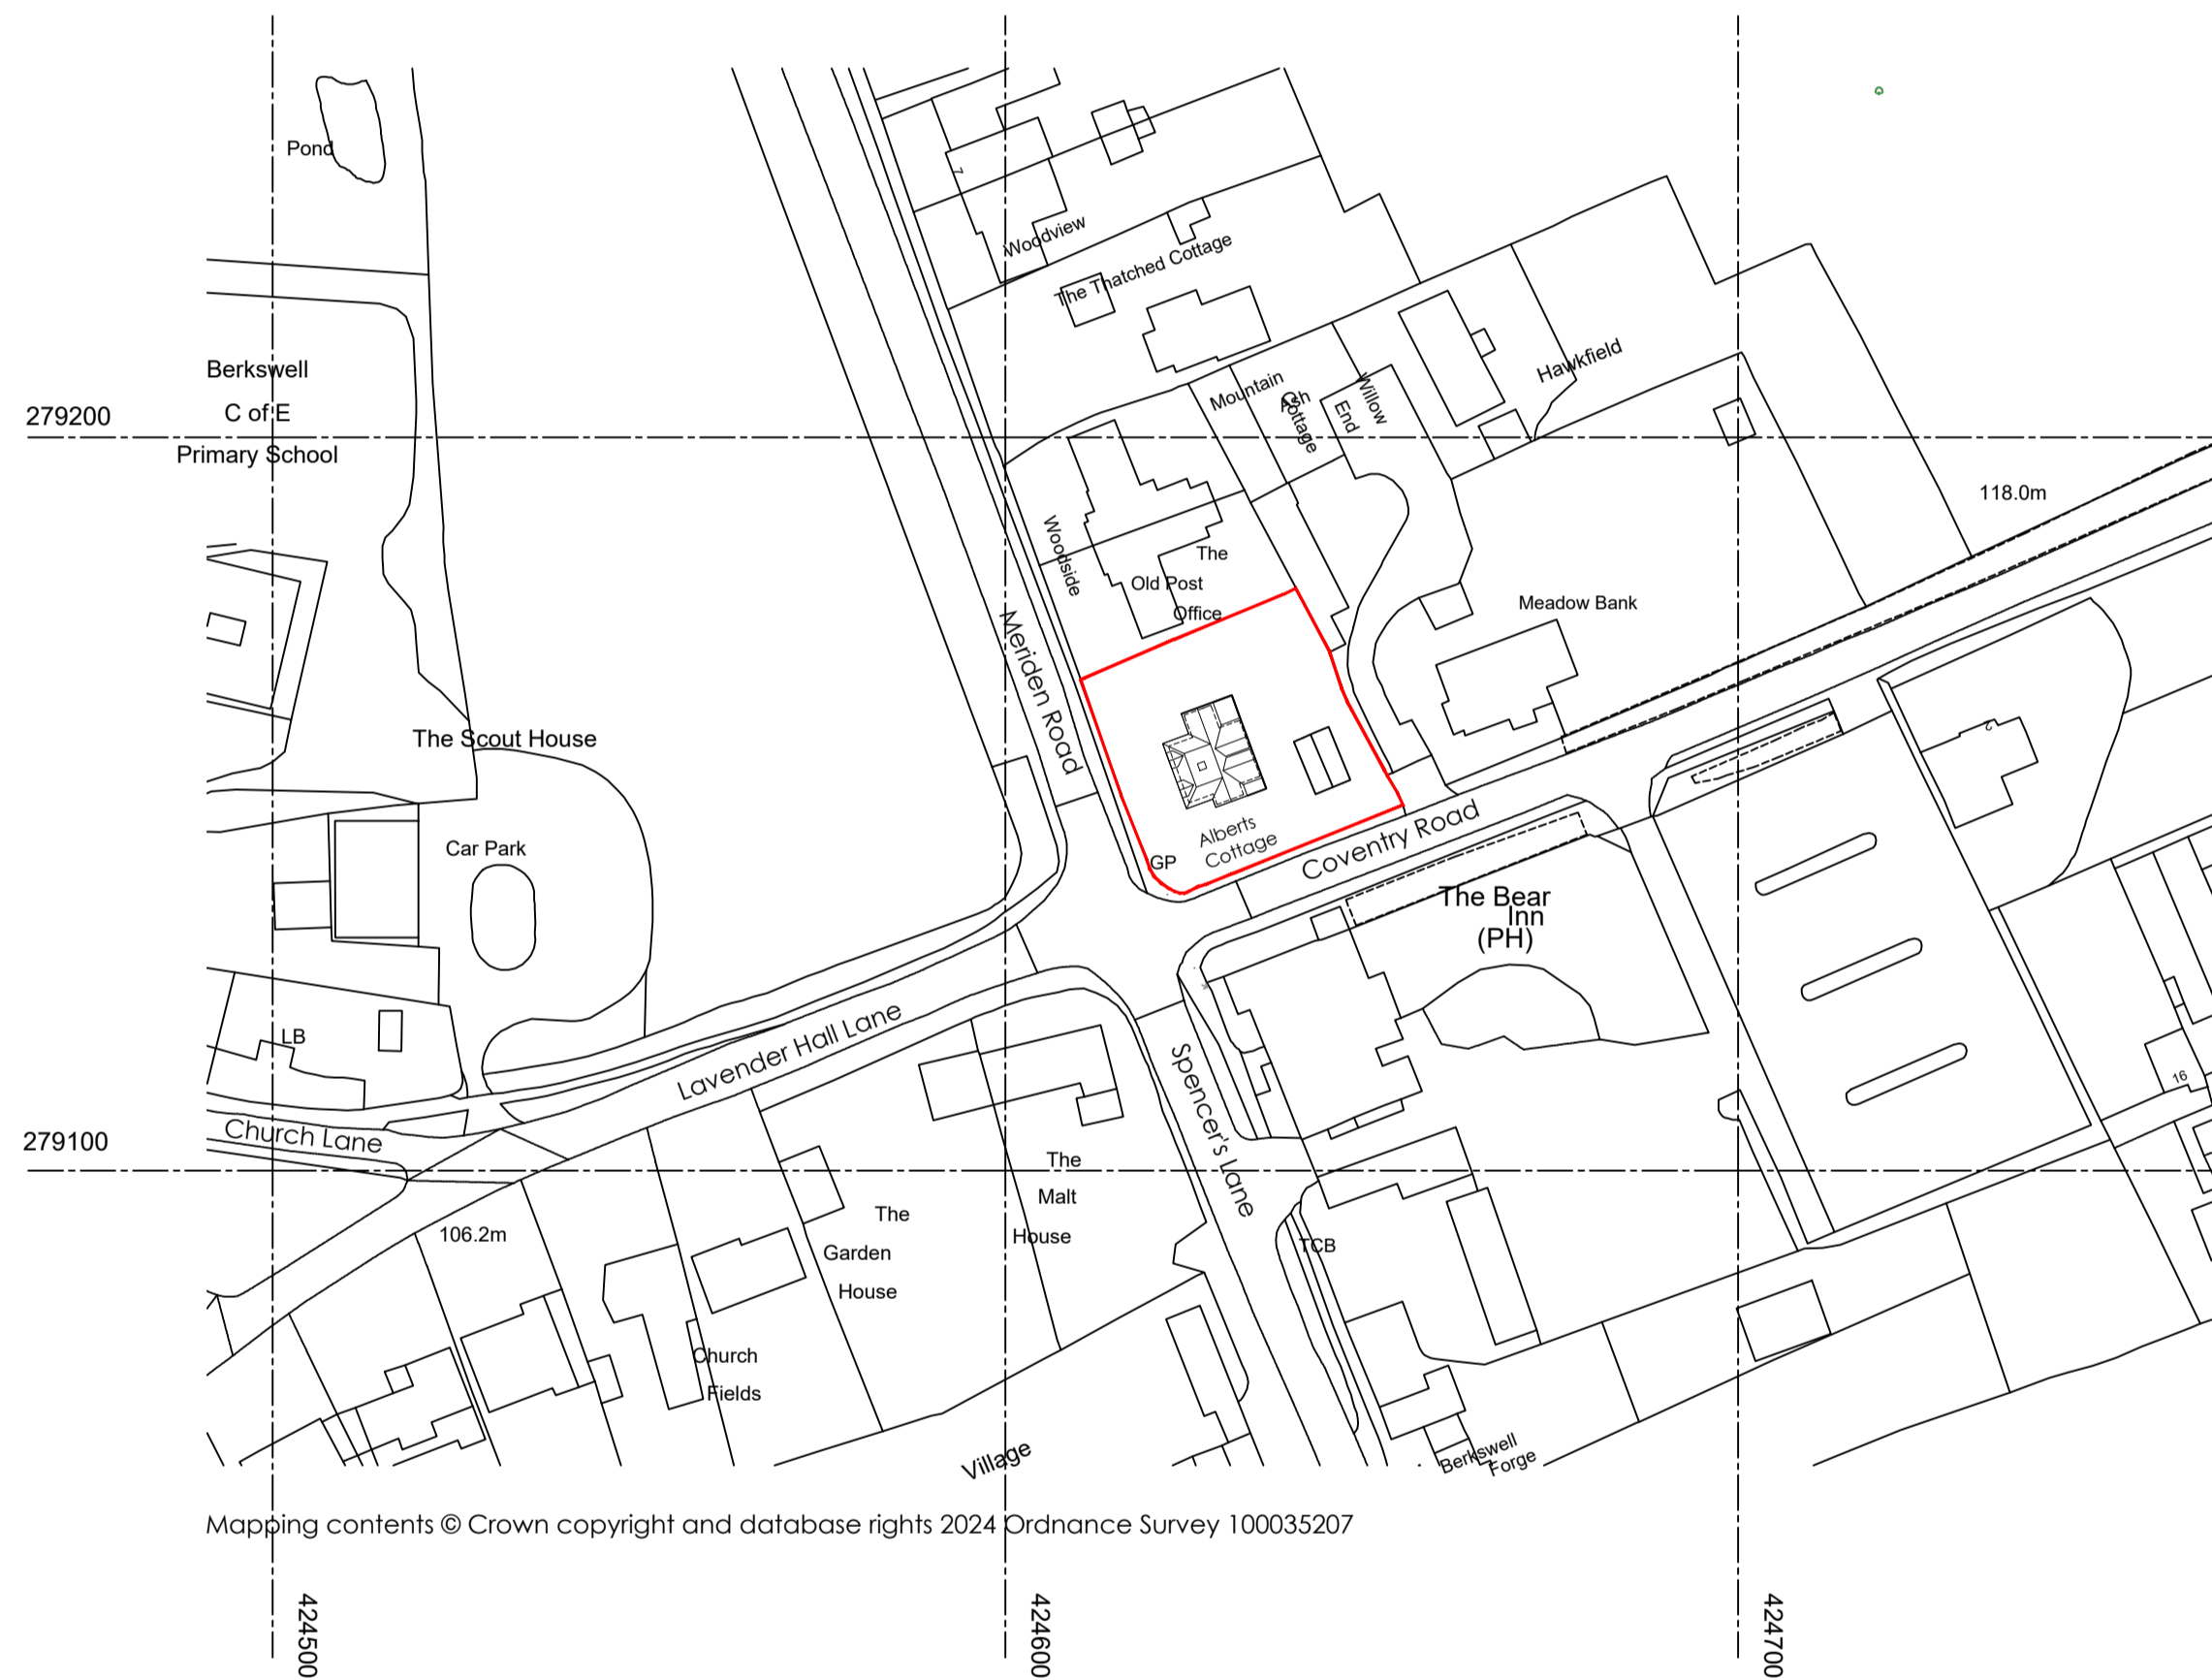 Pond
7
Woodview
The Thatched Cottage
Berkswell
C of E
Primary School
279200
Mountain
Ash
Cottage
Willow
End
Hawkfield
118.0m
Woodside
The
Old Post
Office
Meadow Bank
Meriden Road
The Scout House
2
Car Park
Alberts
Cottage
GP
Coventry Road
The Bear
Inn
(PH)
LB
Lavender Hall Lane
Spencer's Lane
16
Church Lane
279100
The
Malt
House
106.2m
The
Garden
House
TCB
Church
Fields
Village
Berkswell
Forge
Mapping contents © Crown copyright and database rights 2024 Ordnance Survey 100035207
424500
424600
424700